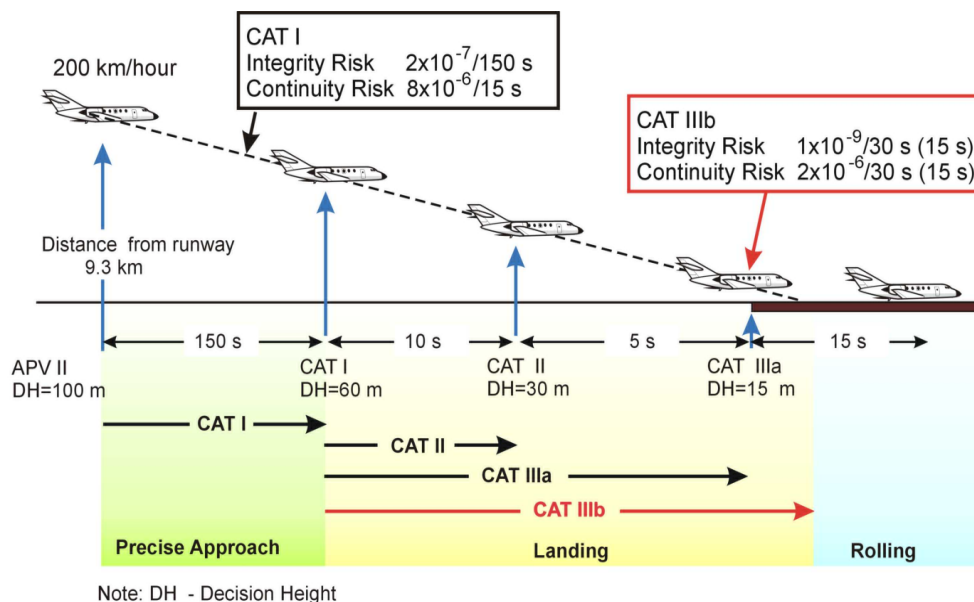 CAT I
Integrity Risk 2x10⁻⁷/150 s
Continuity Risk 8x10⁻⁶/15 s
200 km/hour
CAT IIIb
Integrity Risk 1x10⁻⁹/30 s (15 s)
Continuity Risk 2x10⁻⁶/30 s (15 s)
Distance from runway
9.3 km
150 s
10 s
5 s
15 s
APV II
DH=100 m
CAT I
DH=60 m
CAT II
DH=30 m
CAT IIIa
DH=15 m
CAT I
CAT II
CAT IIIa
CAT IIIb
Precise Approach
Landing
Rolling
Note: DH - Decision Height